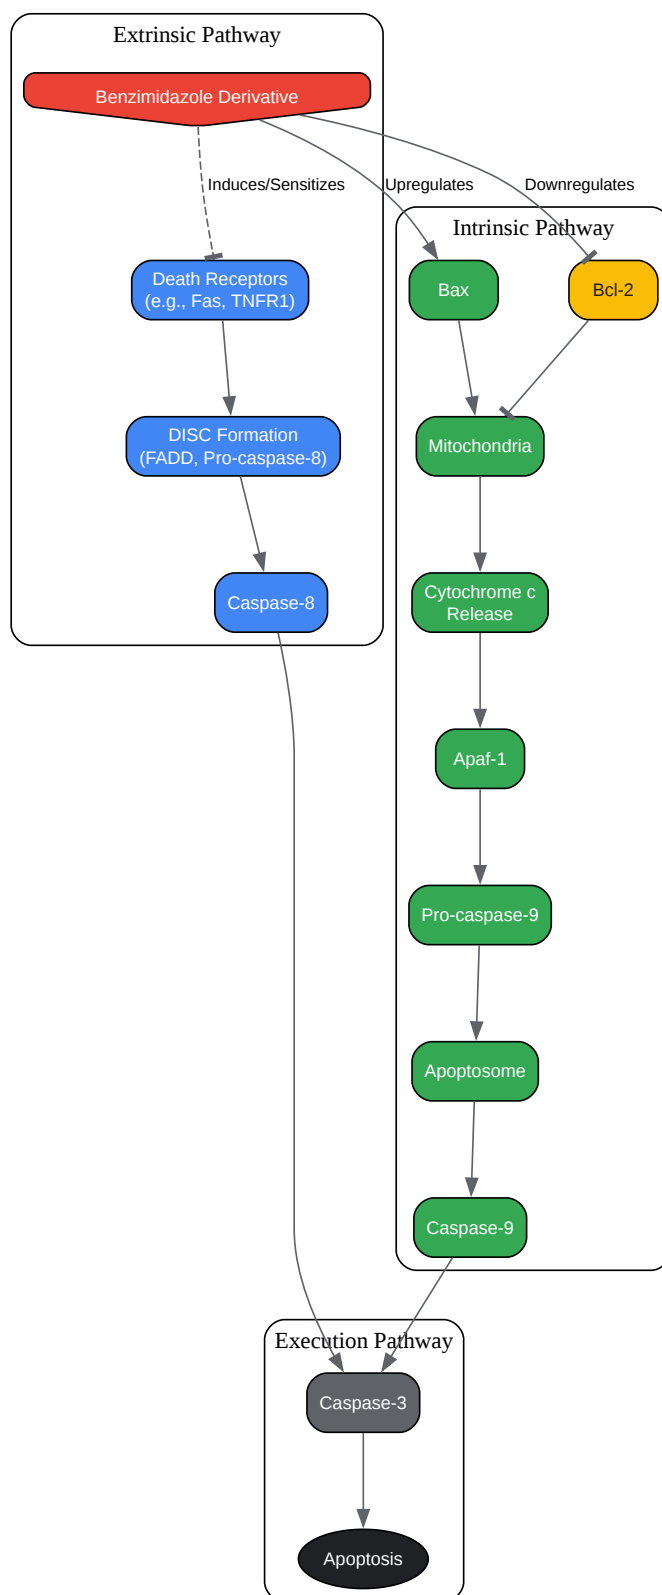 Extrinsic Pathway
Benzimidazole Derivative
Induces/Sensitizes
Upregulates
Downregulates
Intrinsic Pathway
Death Receptors
(e.g., Fas, TNFR1)
Bax
Bcl-2
DISC Formation
(FADD, Pro-caspase-8)
Mitochondria
Caspase-8
Cytochrome c
Release
Apaf-1
Pro-caspase-9
Apoptosome
Caspase-9
Execution Pathway
Caspase-3
Apoptosis